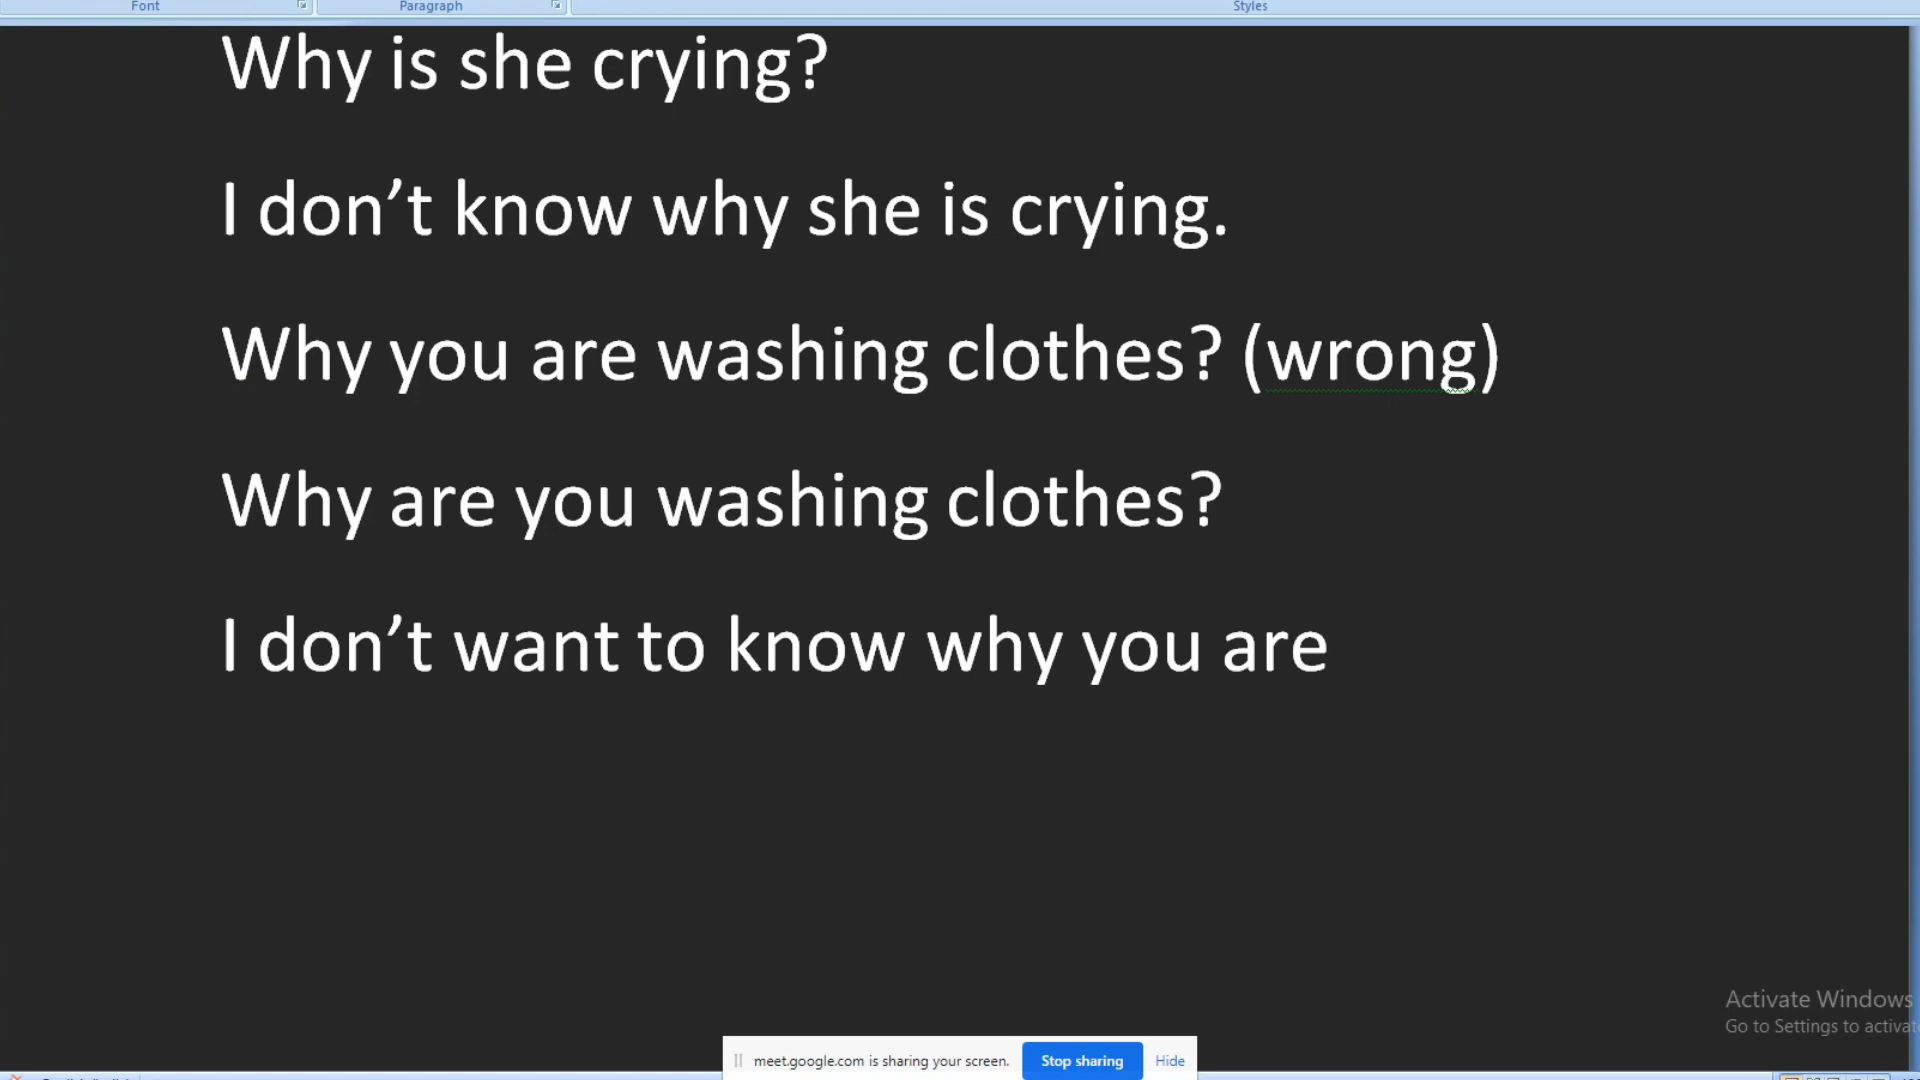 Font Paragraph Styles
Why is she crying?
I don’t know why she is crying.
Why you are washing clothes? (wrong)
Why are you washing clothes?
I don’t want to know why you are
Activate Windows
Go to Settings to activate
meet.google.com is sharing your screen. Stop sharing Hide